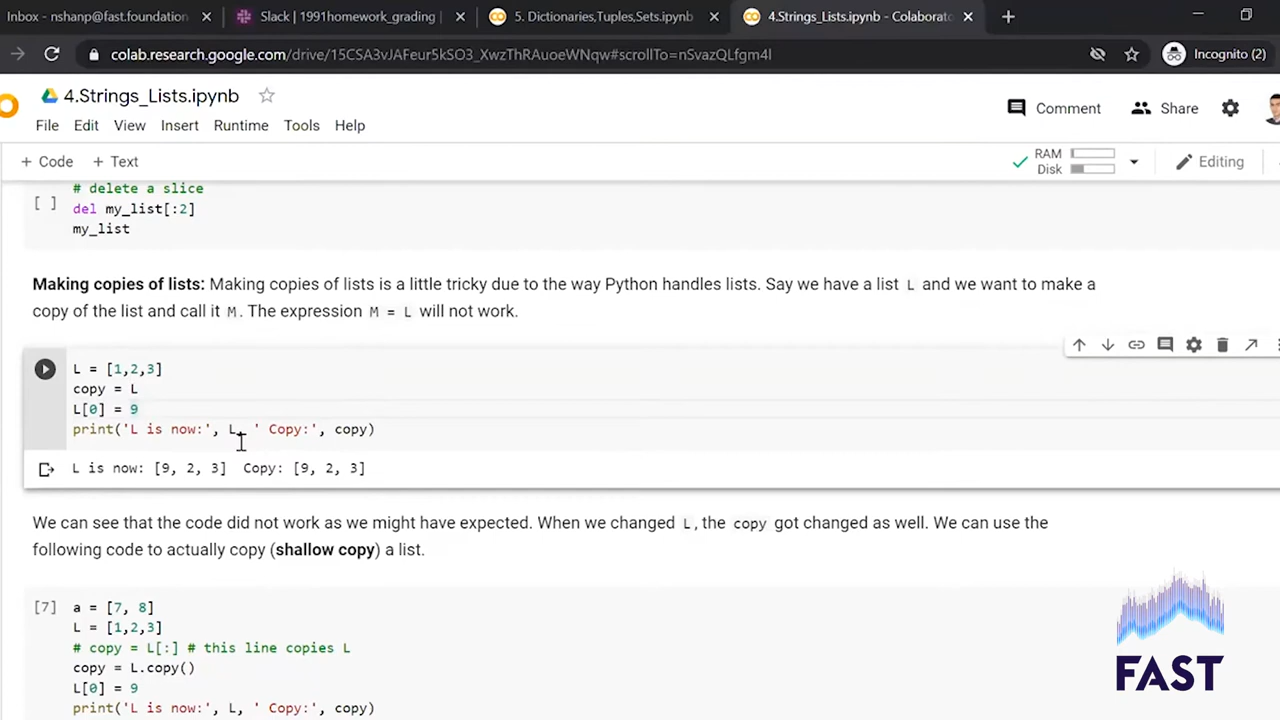 Inbox - nshanp@fast.foundation
Slack | 1991homework_grading |
5. Dictionaries,Tuples,Sets.ipynb
4.Strings_Lists.ipynb - Colaborato
colab.research.google.com/drive/15CSA3vJAFeur5kSO3_XwzThRAuoeWNqw#scrollTo=nSvazQLfgm4l
Incognito (2)
4.Strings_Lists.ipynb
Comment
Share
File Edit View Insert Runtime Tools Help
+ Code + Text
RAM
Disk
Editing
# delete a slice
[ ] del my_list[:2]
my_list
Making copies of lists: Making copies of lists is a little tricky due to the way Python handles lists. Say we have a list L and we want to make a
copy of the list and call it M. The expression M = L will not work.
L = [1,2,3]
copy = L
L[0] = 9
print('L is now:', L, ' Copy:', copy)
L is now: [9, 2, 3]  Copy: [9, 2, 3]
We can see that the code did not work as we might have expected. When we changed L, the copy got changed as well. We can use the
following code to actually copy (shallow copy) a list.
[7] a = [7, 8]
L = [1,2,3]
# copy = L[:] # this line copies L
copy = L.copy()
L[0] = 9
print('L is now:', L, ' Copy:', copy)
FAST